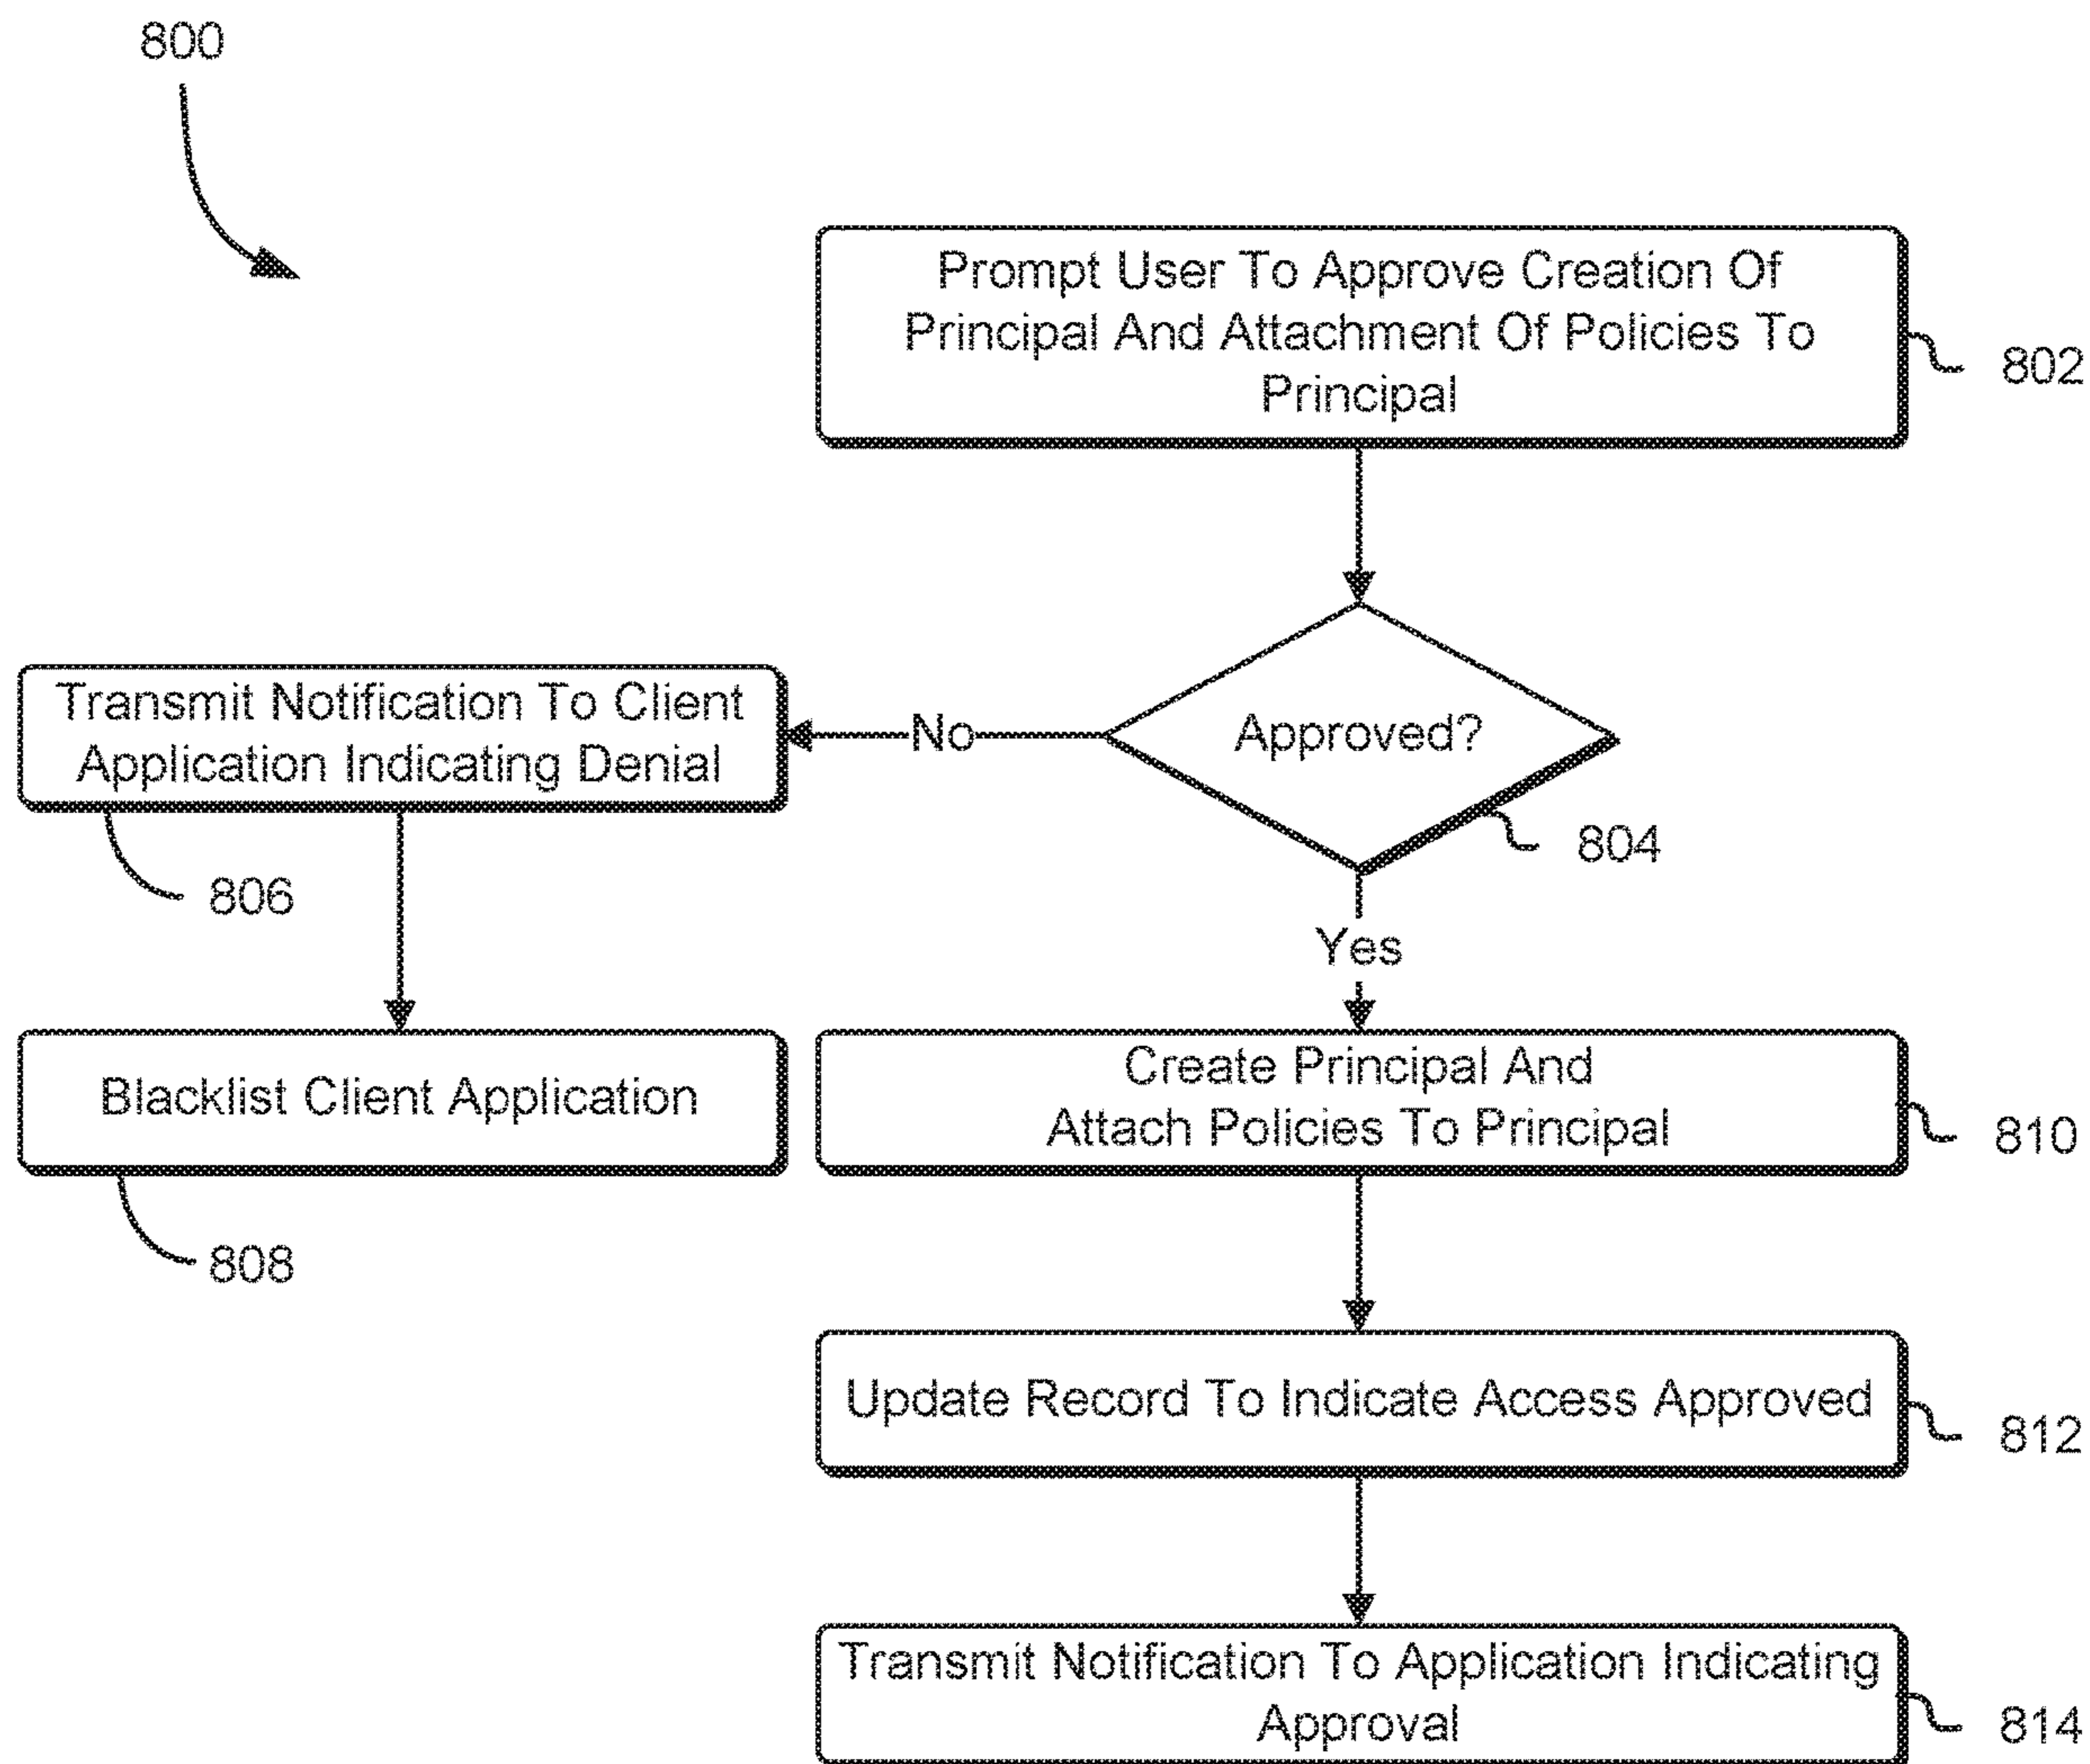 800
Prompt User To Approve Creation Of
Principal And Attachment Of Policies To
Principal
802
Transmit Notification To Client
Application Indicating Denial
No
Approved?
804
806
Yes
Blacklist Client Application
Create Principal And
Attach Policies To Principal
810
808
Update Record To Indicate Access Approved
812
Transmit Notification To Application Indicating
Approval
814